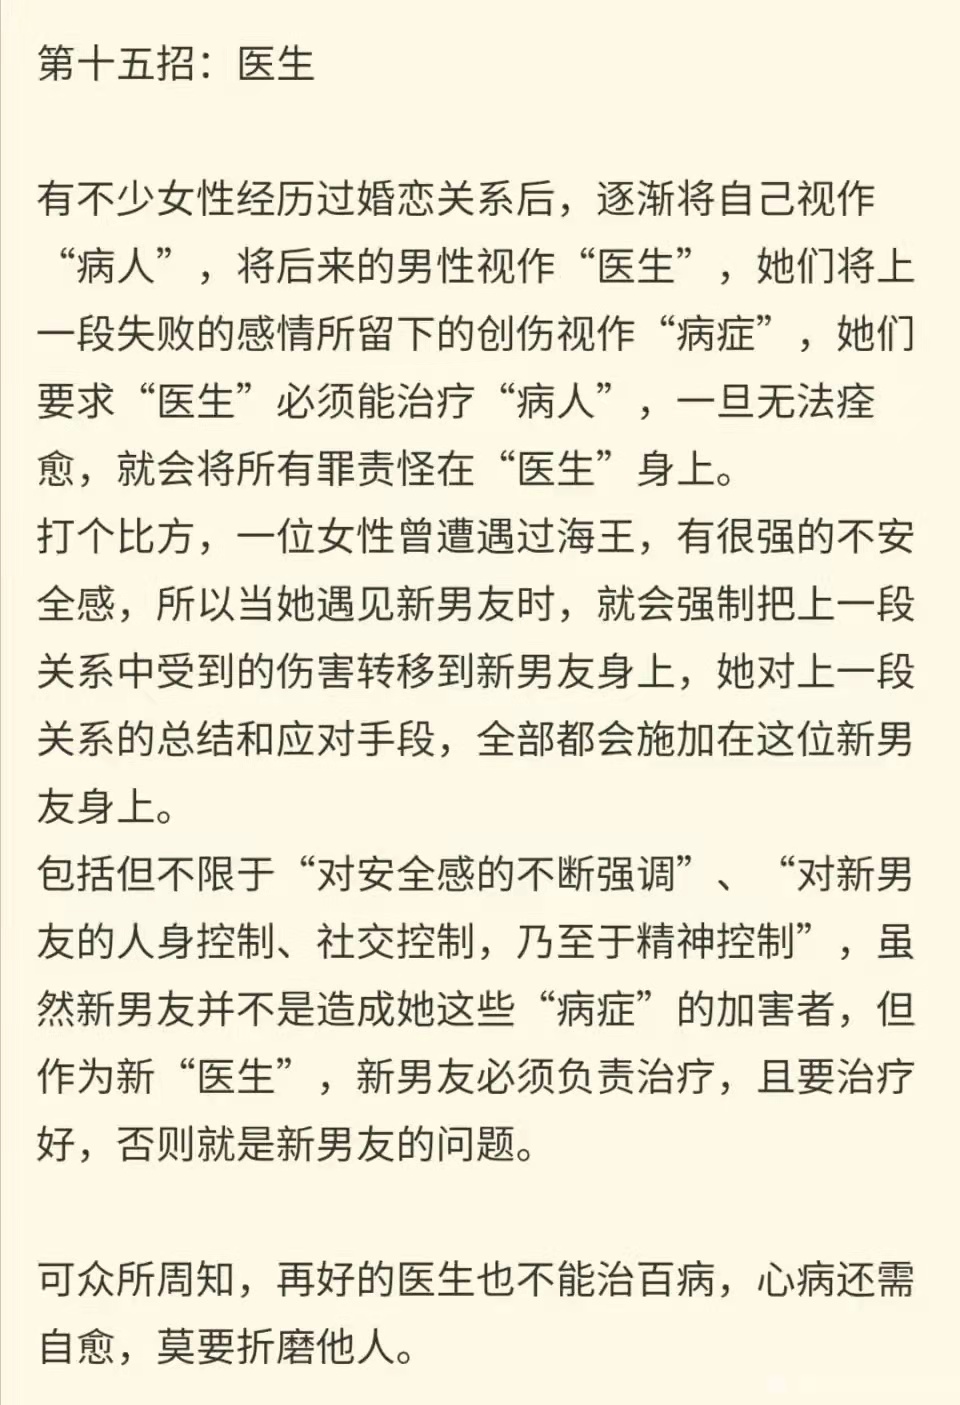 第十五招：医生
有不少女性经历过婚恋关系后，逐渐将自己视作
“病人”，将后来的男性视作“医生”，她们将上
一段失败的感情所留下的创伤视作“病症”，她们
要求“医生”必须能治疗“病人”，一旦无法痊
愈，就会将所有罪责怪在“医生”身上。
打个比方，一位女性曾遭遇过海王，有很强的不安
全感，所以当她遇见新男友时，就会强制把上一段
关系中受到的伤害转移到新男友身上，她对上一段
关系的总结和应对手段，全部都会施加在这位新男
友身上。
包括但不限于“对安全感的不断强调”、“对新男
友的人身控制、社交控制，乃至于精神控制”，虽
然新男友并不是造成她这些“病症”的加害者，但
作为新“医生”，新男友必须负责治疗，且要治疗
好，否则就是新男友的问题。
可众所周知，再好的医生也不能治百病，心病还需
自愈，莫要折磨他人。